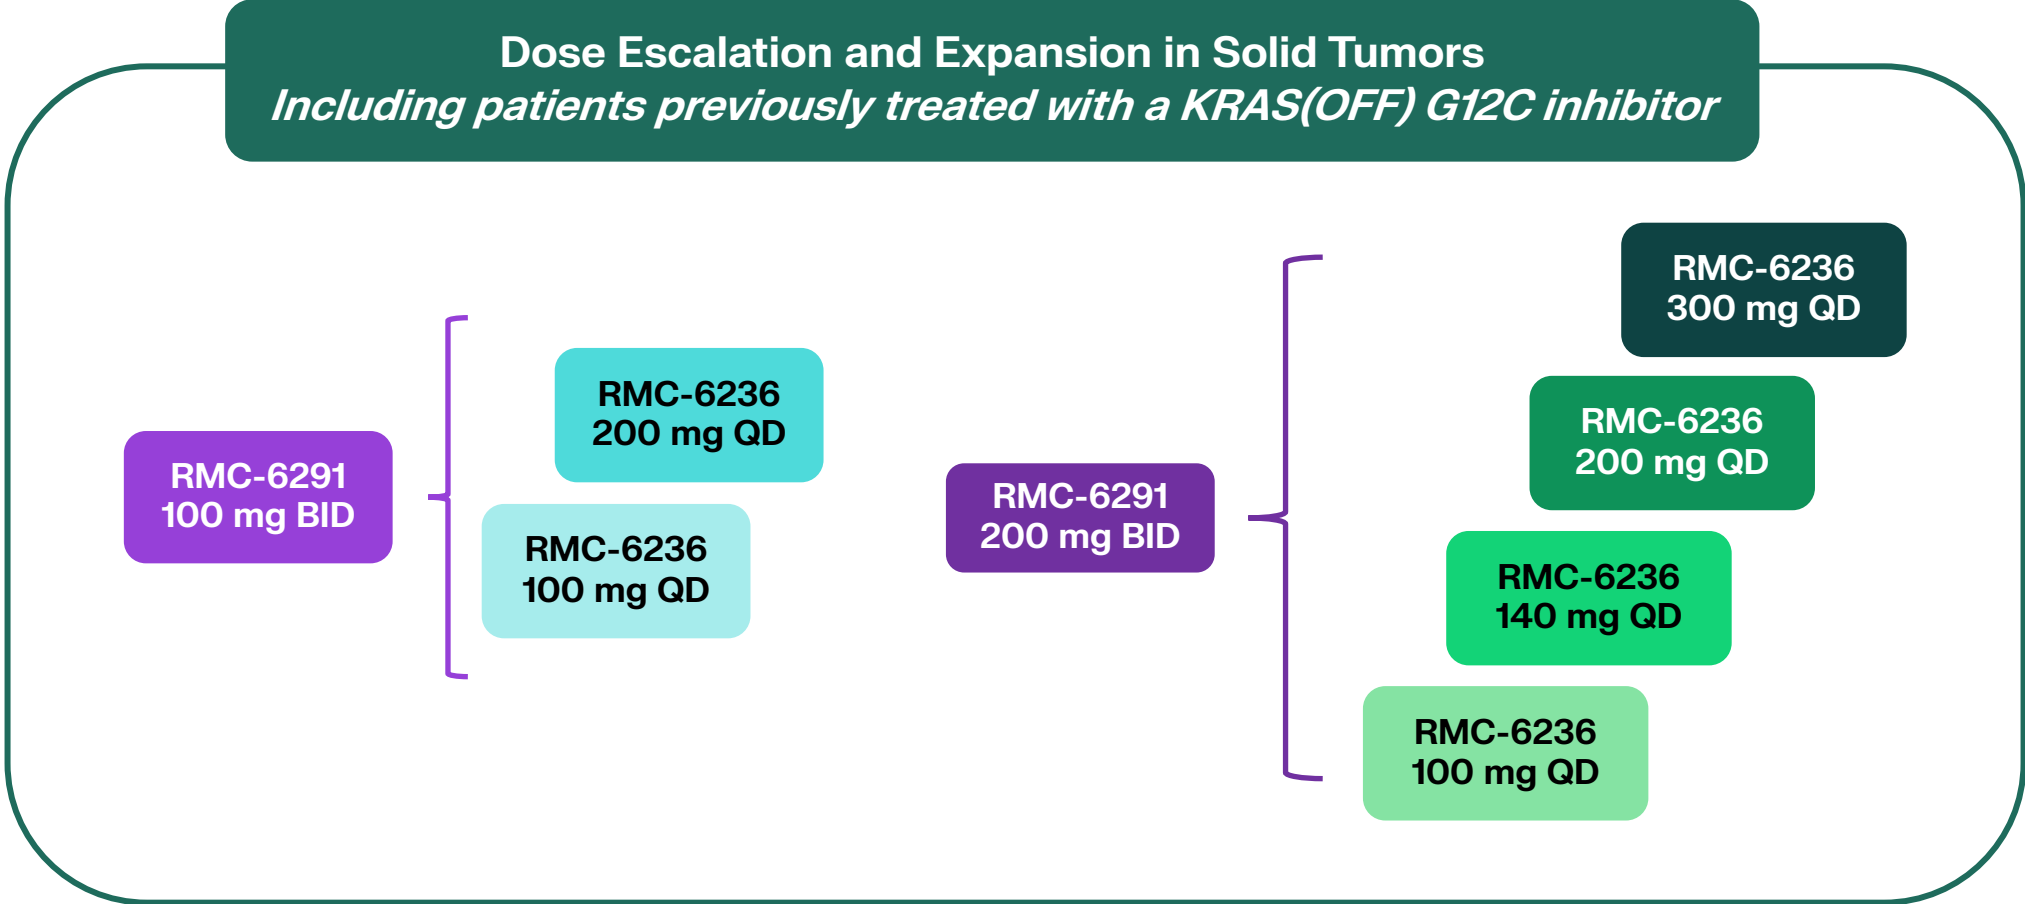 Dose Escalation and Expansion in Solid Tumors
Including patients previously treated with a KRAS(OFF) G12C inhibitor
RMC-6291
100 mg BID
RMC-6236
200 mg QD
RMC-6236
100 mg QD
RMC-6291
200 mg BID
RMC-6236
300 mg QD
RMC-6236
200 mg QD
RMC-6236
140 mg QD
RMC-6236
100 mg QD